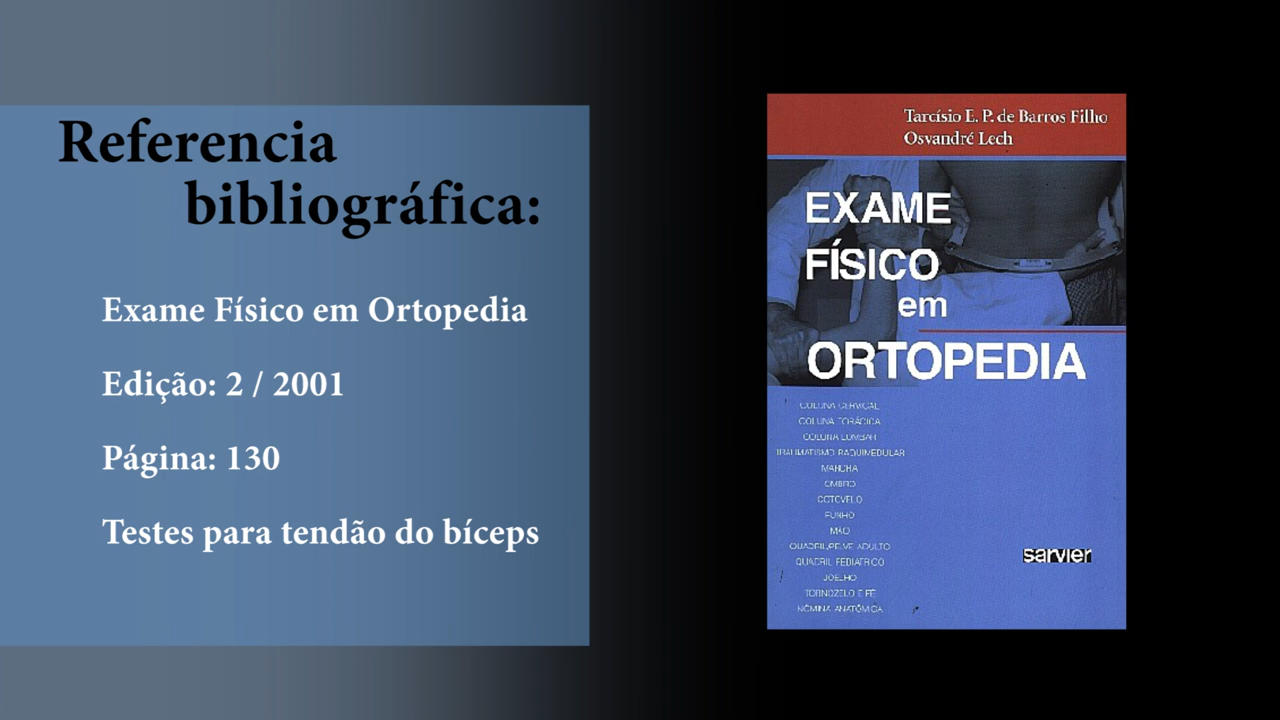 Referencia
bibliográfica:
Exame Físico em Ortopedia
Edição: 2 / 2001
Página: 130
Testes para tendão do bíceps
Tarcísio E. P. de Barros Filho
Osvandré Lech
EXAME
FÍSICO
em
ORTOPEDIA
COLUNA CERVICAL
COLUNA TORÁCICA
COLUNA LOMBAR
TRAUMATISMO RAQUIMEDULAR
MARCHA
OMBRO
COTOVELO
PUNHO
MÃO
QUADRIL/PELVE ADULTO
QUADRIL PEDIÁTRICO
JOELHO
TORNOZELO E PÉ
NÔMINA ANATÔMICA
sarvier